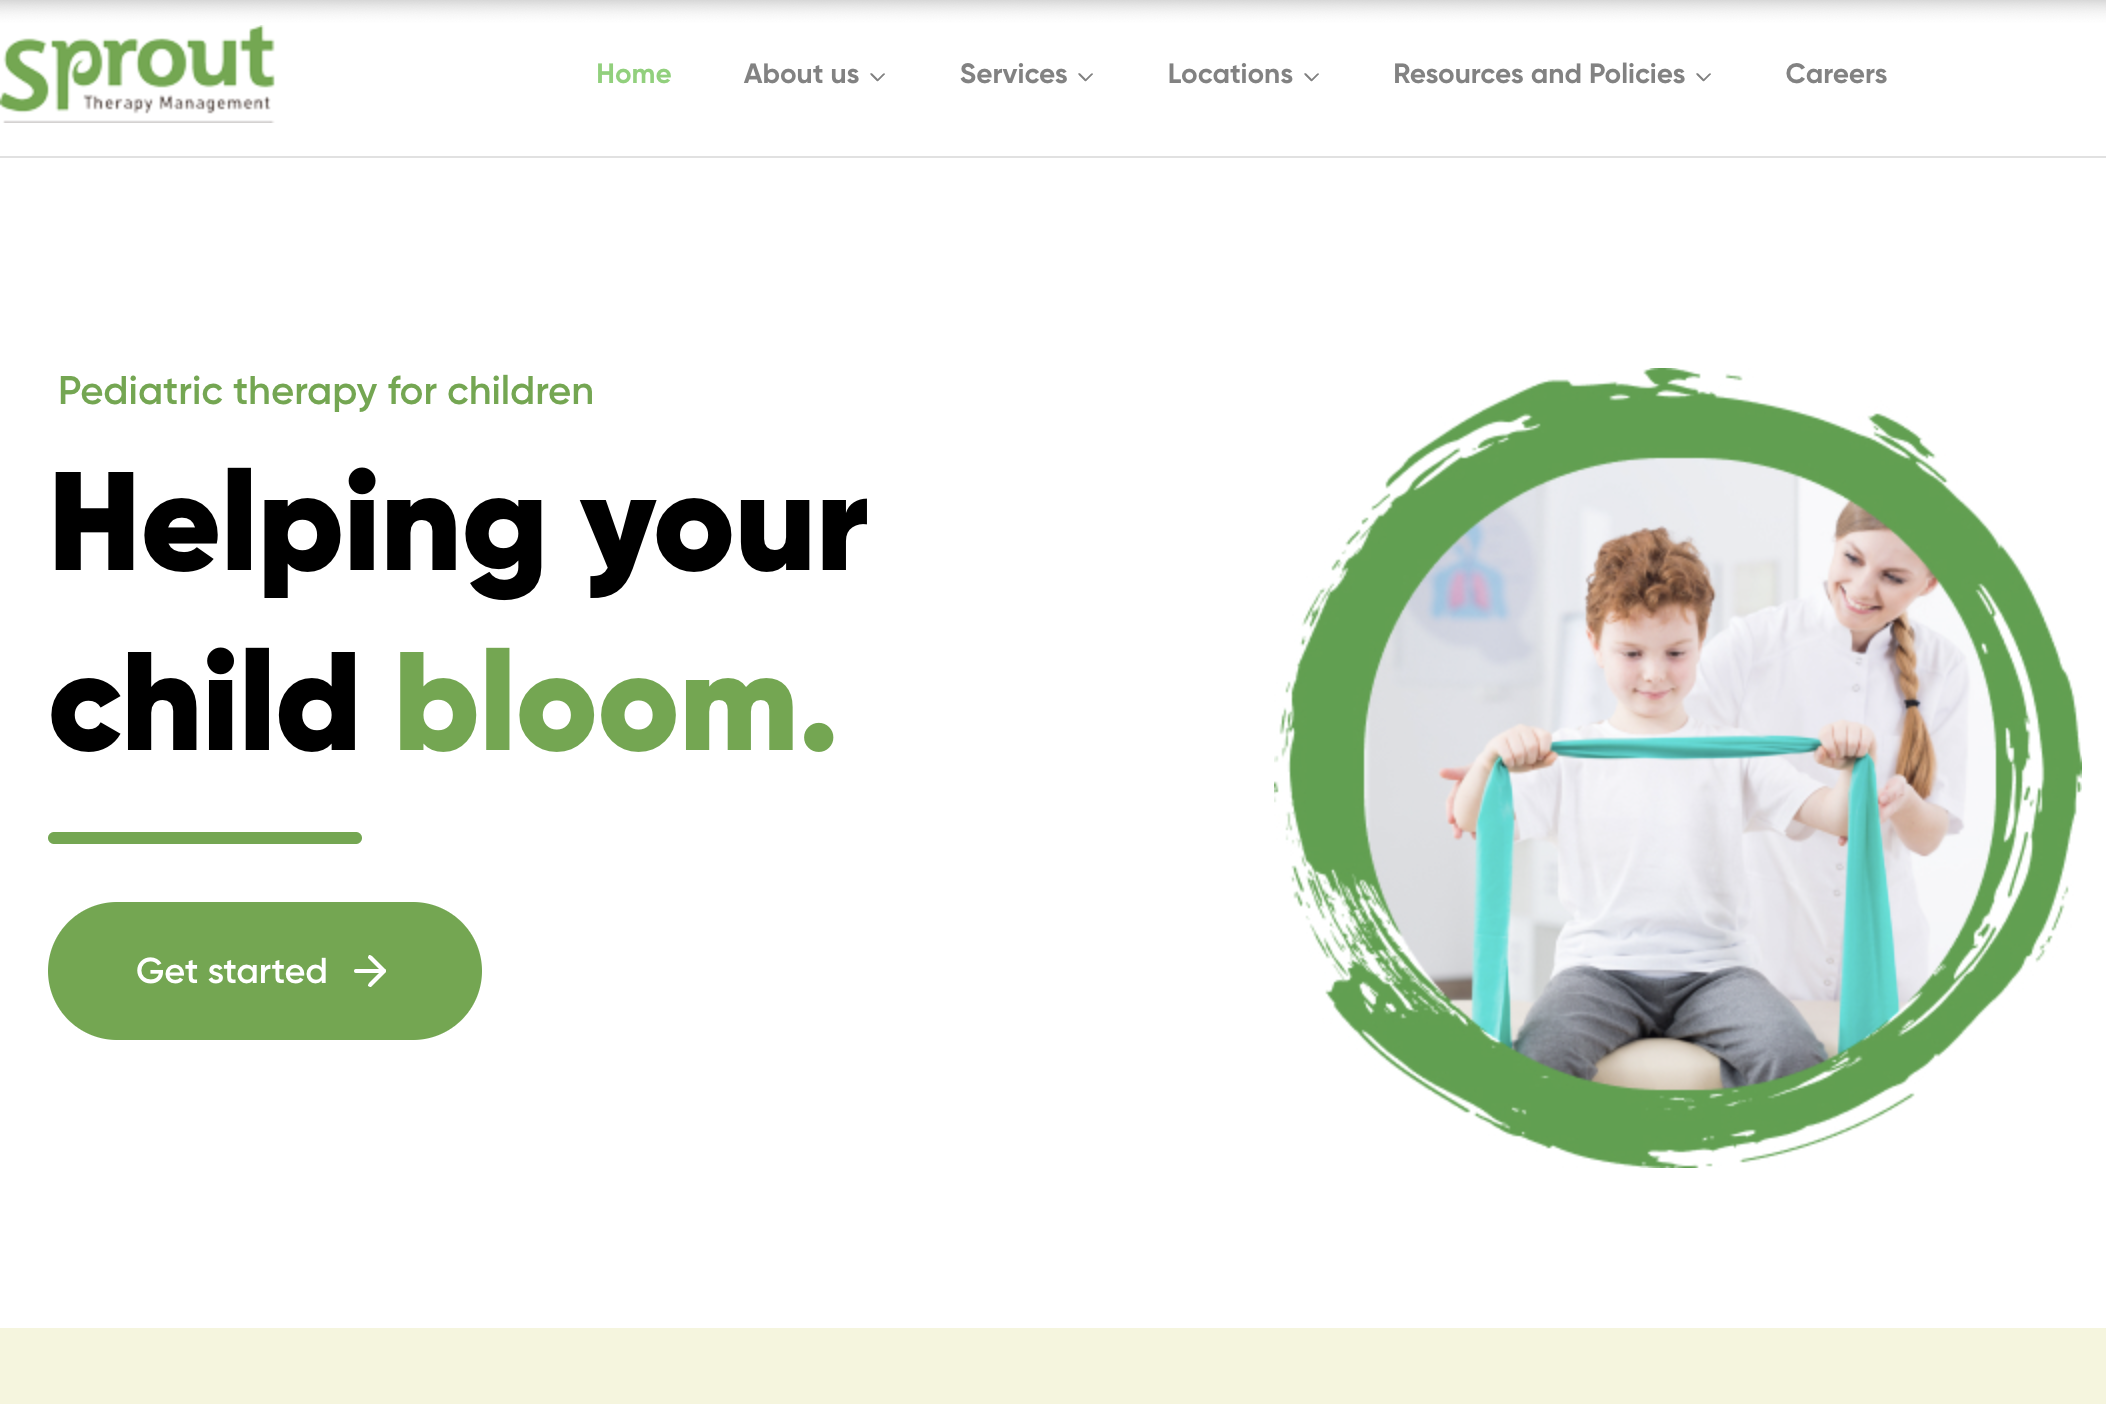 Sprout
Therapy Management
Home
About us
Services
Locations
Resources and Policies
Careers
Pediatric therapy for children
Helping your
child bloom.
Get started